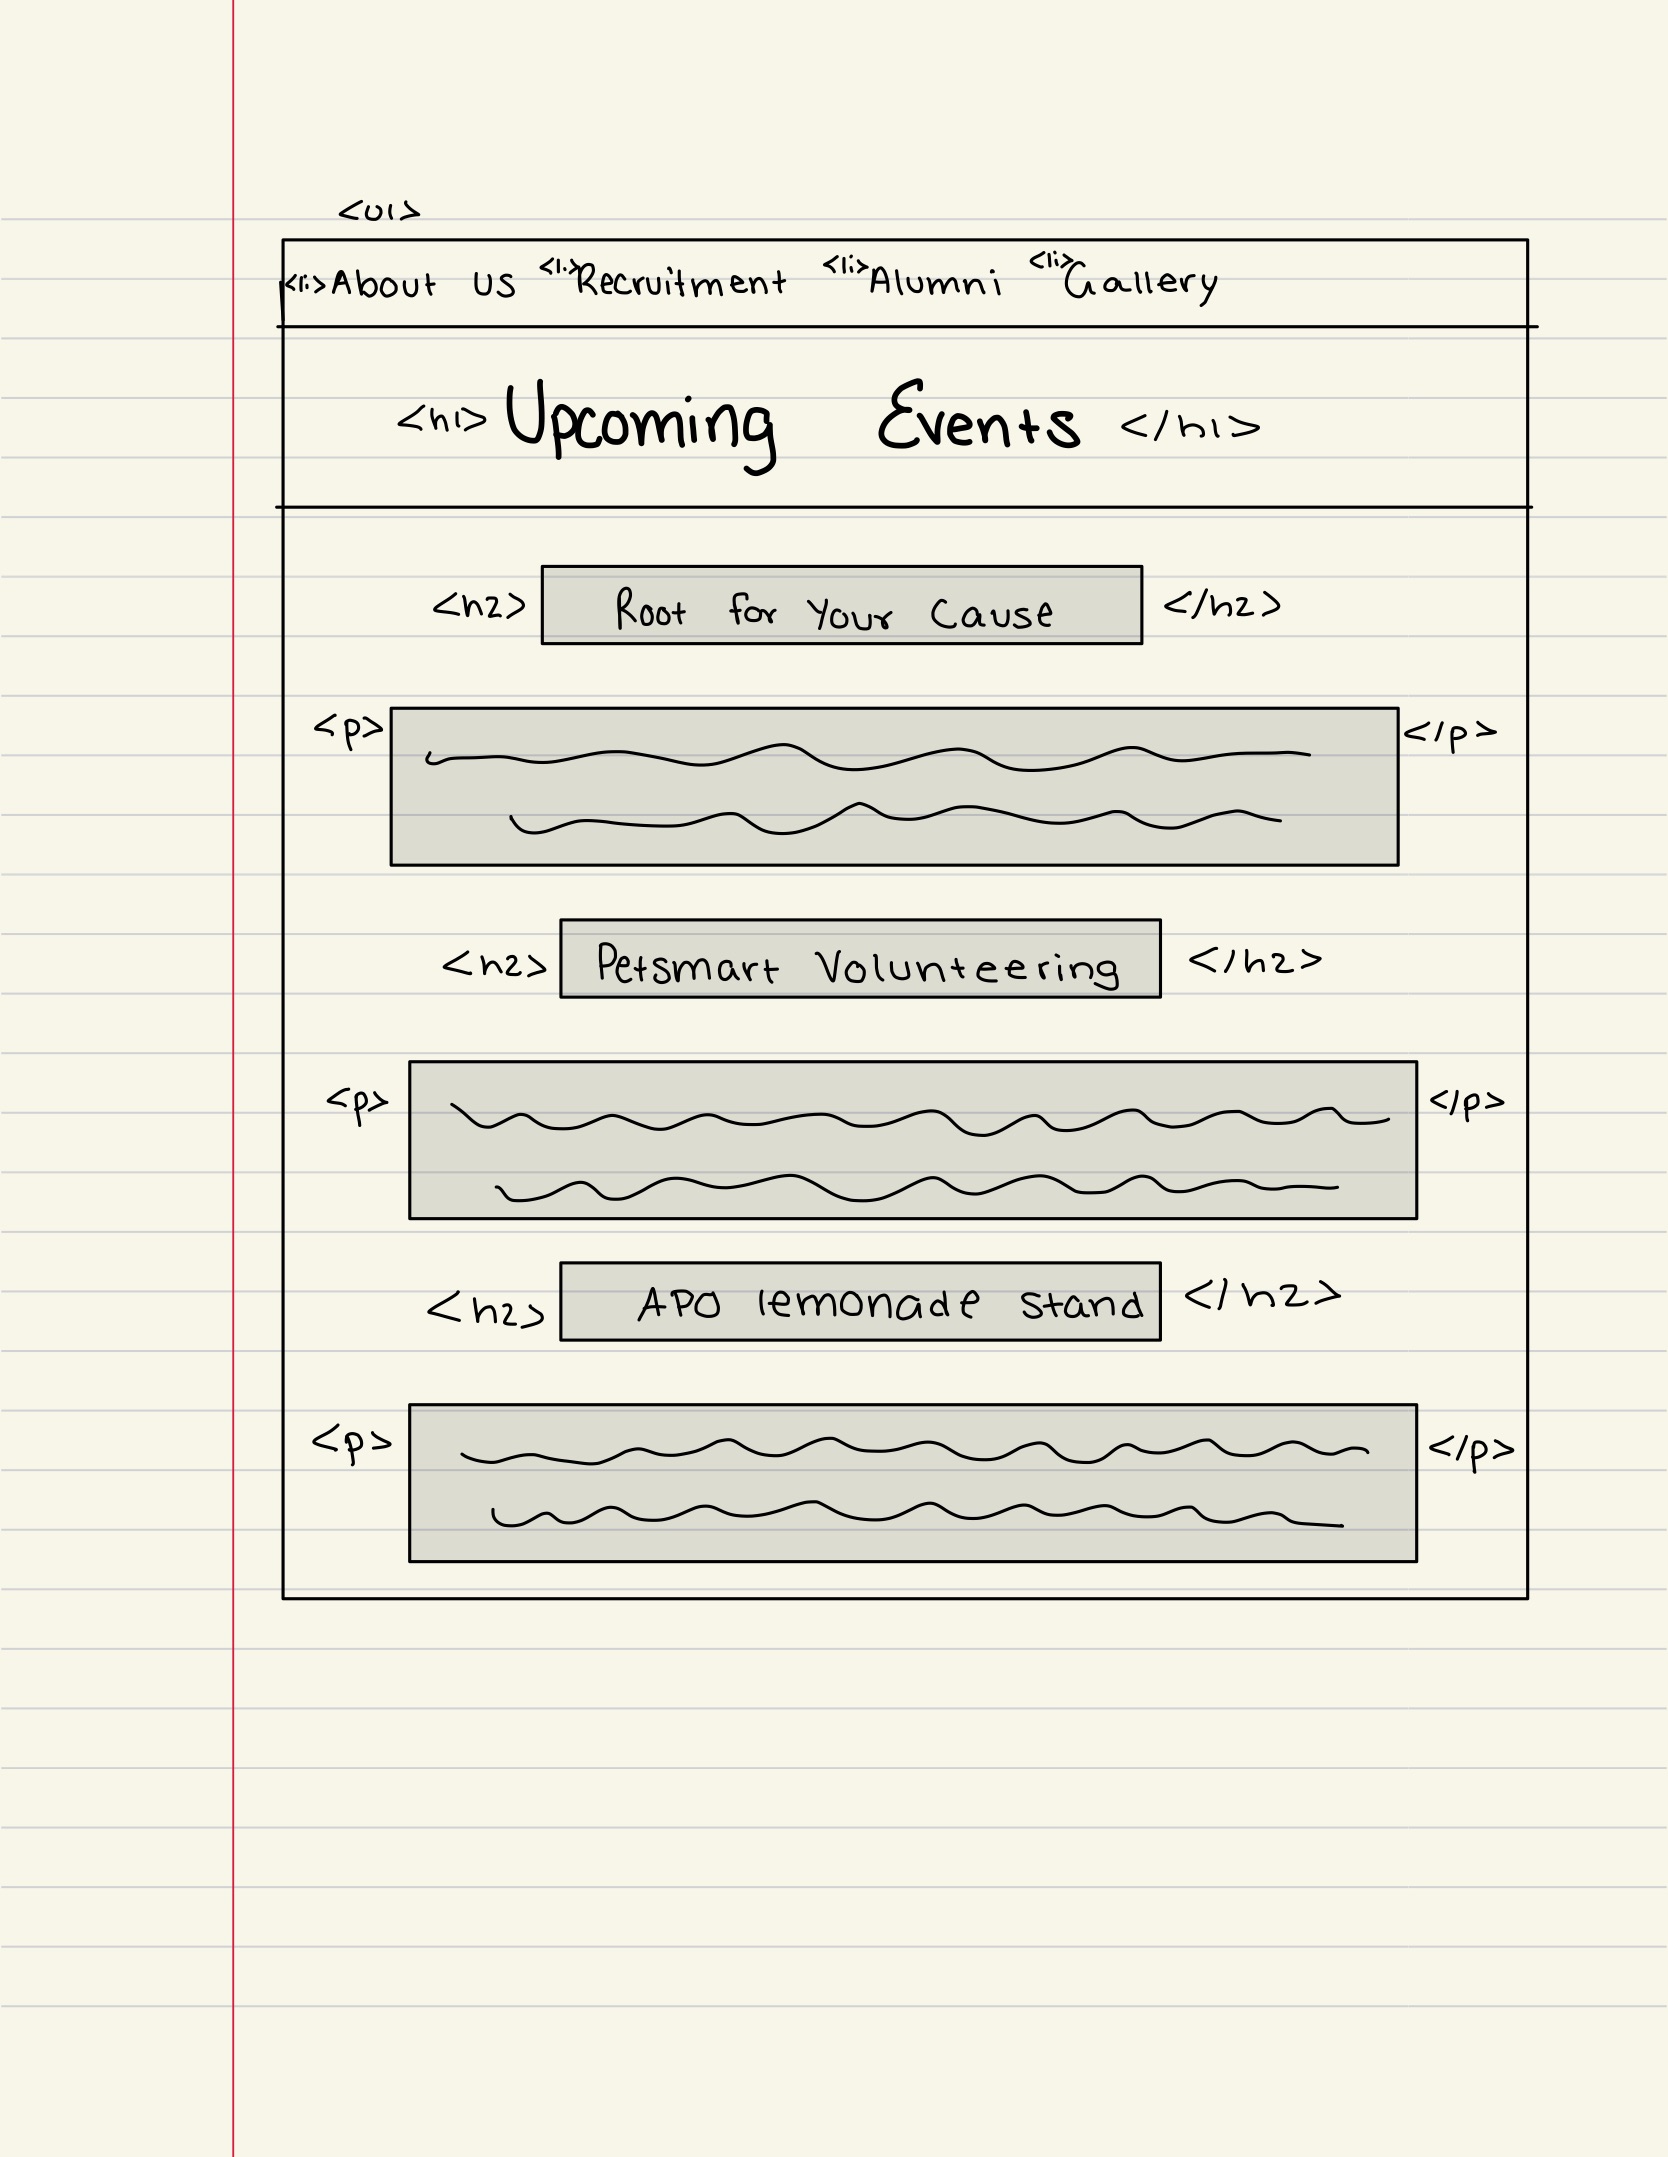 <ul>
<li>About Us <li>Recruitment <li>Alumni <li>Gallery
<h1> Upcoming Events </h1>
<h2> Root for Your Cause </h2>
<p> </p>
<h2> Petsmart Volunteering </h2>
<p> </p>
<h2> APO lemonade stand </h2>
<p> </p>